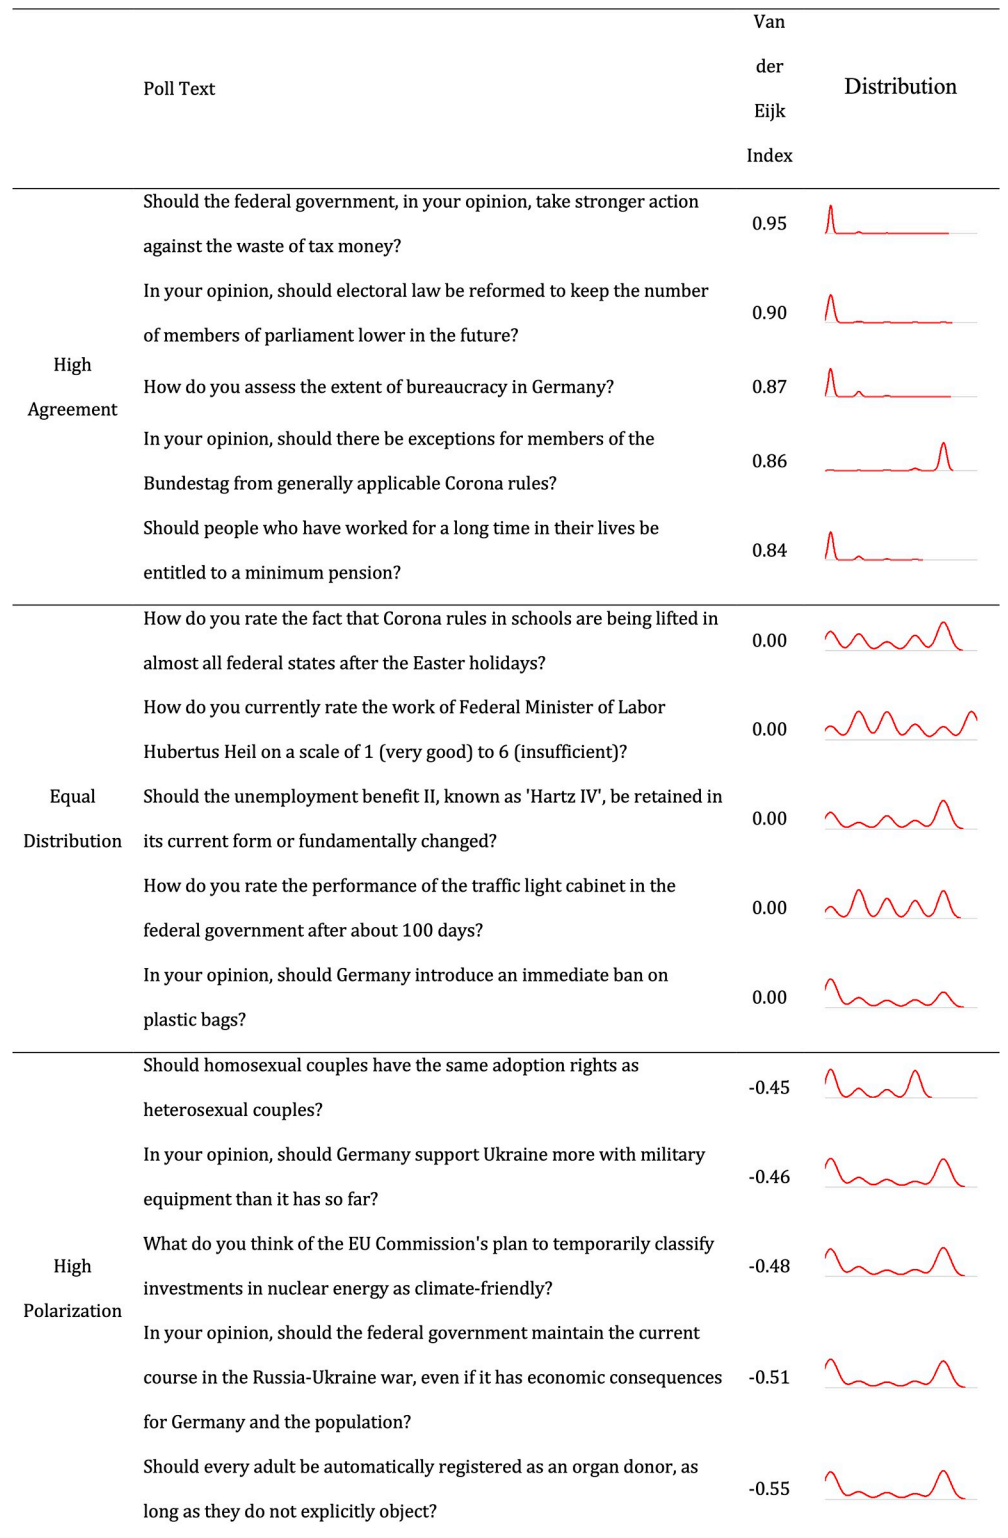 Poll Text
Van
der
Eijk
Index
Distribution
High
Agreement
Should the federal government, in your opinion, take stronger action
against the waste of tax money?
0.95
In your opinion, should electoral law be reformed to keep the number
of members of parliament lower in the future?
0.90
How do you assess the extent of bureaucracy in Germany?
0.87
In your opinion, should there be exceptions for members of the
Bundestag from generally applicable Corona rules?
0.86
Should people who have worked for a long time in their lives be
entitled to a minimum pension?
0.84
Equal
Distribution
How do you rate the fact that Corona rules in schools are being lifted in
almost all federal states after the Easter holidays?
0.00
How do you currently rate the work of Federal Minister of Labor
Hubertus Heil on a scale of 1 (very good) to 6 (insufficient)?
0.00
Should the unemployment benefit II, known as 'Hartz IV', be retained in
its current form or fundamentally changed?
0.00
How do you rate the performance of the traffic light cabinet in the
federal government after about 100 days?
0.00
In your opinion, should Germany introduce an immediate ban on
plastic bags?
0.00
High
Polarization
Should homosexual couples have the same adoption rights as
heterosexual couples?
-0.45
In your opinion, should Germany support Ukraine more with military
equipment than it has so far?
-0.46
What do you think of the EU Commission's plan to temporarily classify
investments in nuclear energy as climate-friendly?
-0.48
In your opinion, should the federal government maintain the current
course in the Russia-Ukraine war, even if it has economic consequences
for Germany and the population?
-0.51
Should every adult be automatically registered as an organ donor, as
long as they do not explicitly object?
-0.55